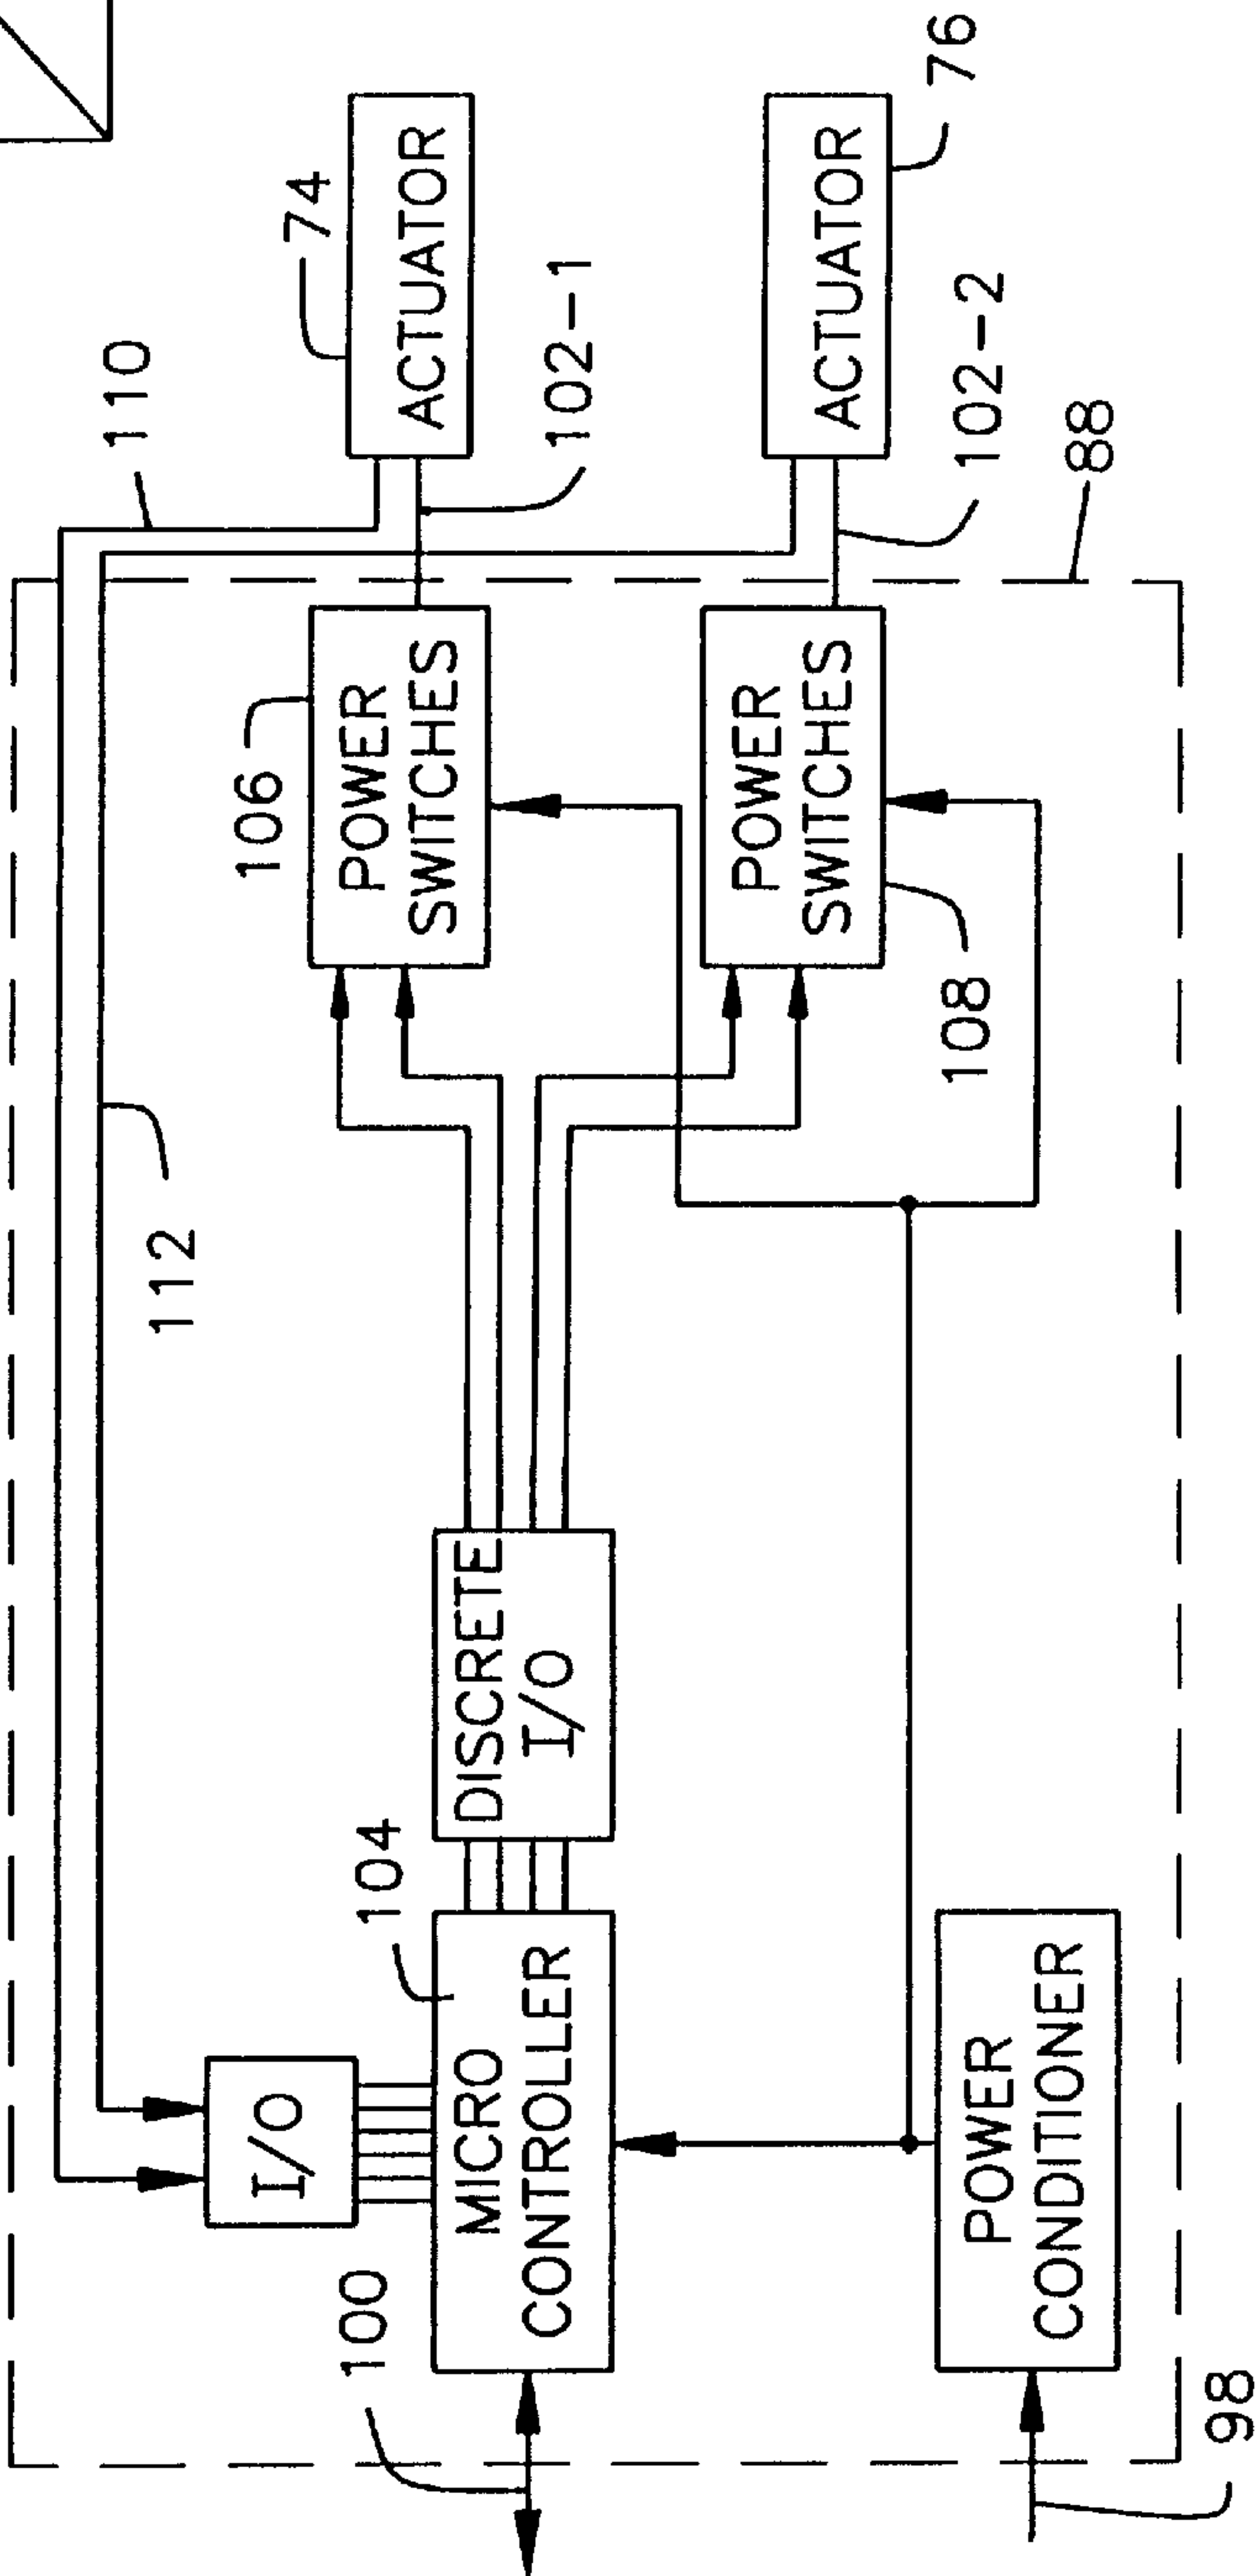 110
74
ACTUATOR
102-1
112
106
POWER
SWITCHES
I/O
104
DISCRETE
I/O
100
MICRO
CONTROLLER
POWER
SWITCHES
108
ACTUATOR
76
102-2
88
POWER
CONDITIONER
98